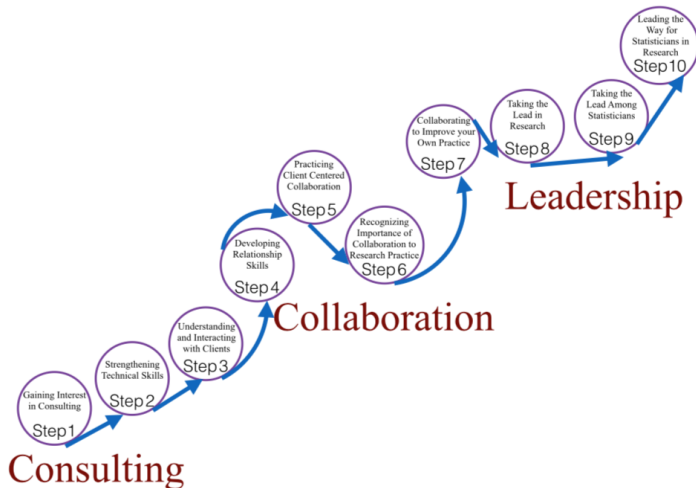 Gaining Interest
in Consulting
Step1
Strengthening
Technical Skills
Step2
Understanding
and Interacting
with Clients
Step3
Consulting
Developing
Relationship
Skills
Step4
Practicing
Client Centered
Collaboration
Step5
Recognizing
Importance of
Collaboration to
Research Practice
Step6
Collaborating
to Improve your
Own Practice
Step7
Collaboration
Taking the
Lead in
Research
Step8
Taking the
Lead Among
Statisticians
Step9
Leading the
Way for
Statisticians in
Research
Step10
Leadership